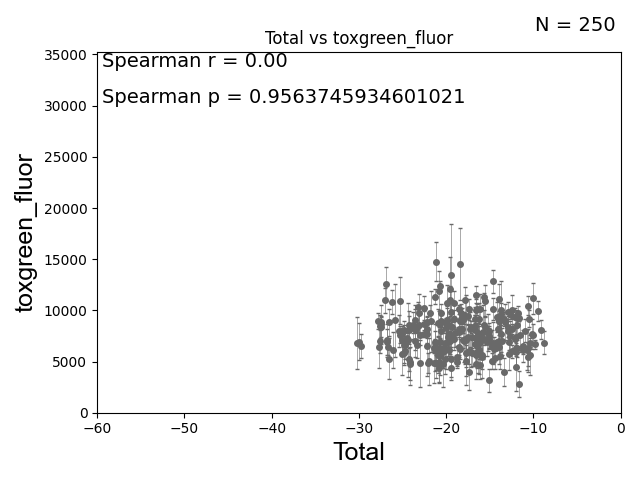 N = 250
Total vs toxgreen_fluor
Spearman r = 0.00
Spearman p = 0.9563745934601021
toxgreen_fluor
35000
30000
25000
20000
15000
10000
5000
0
−60 −50 −40 −30 −20 −10 0
Total